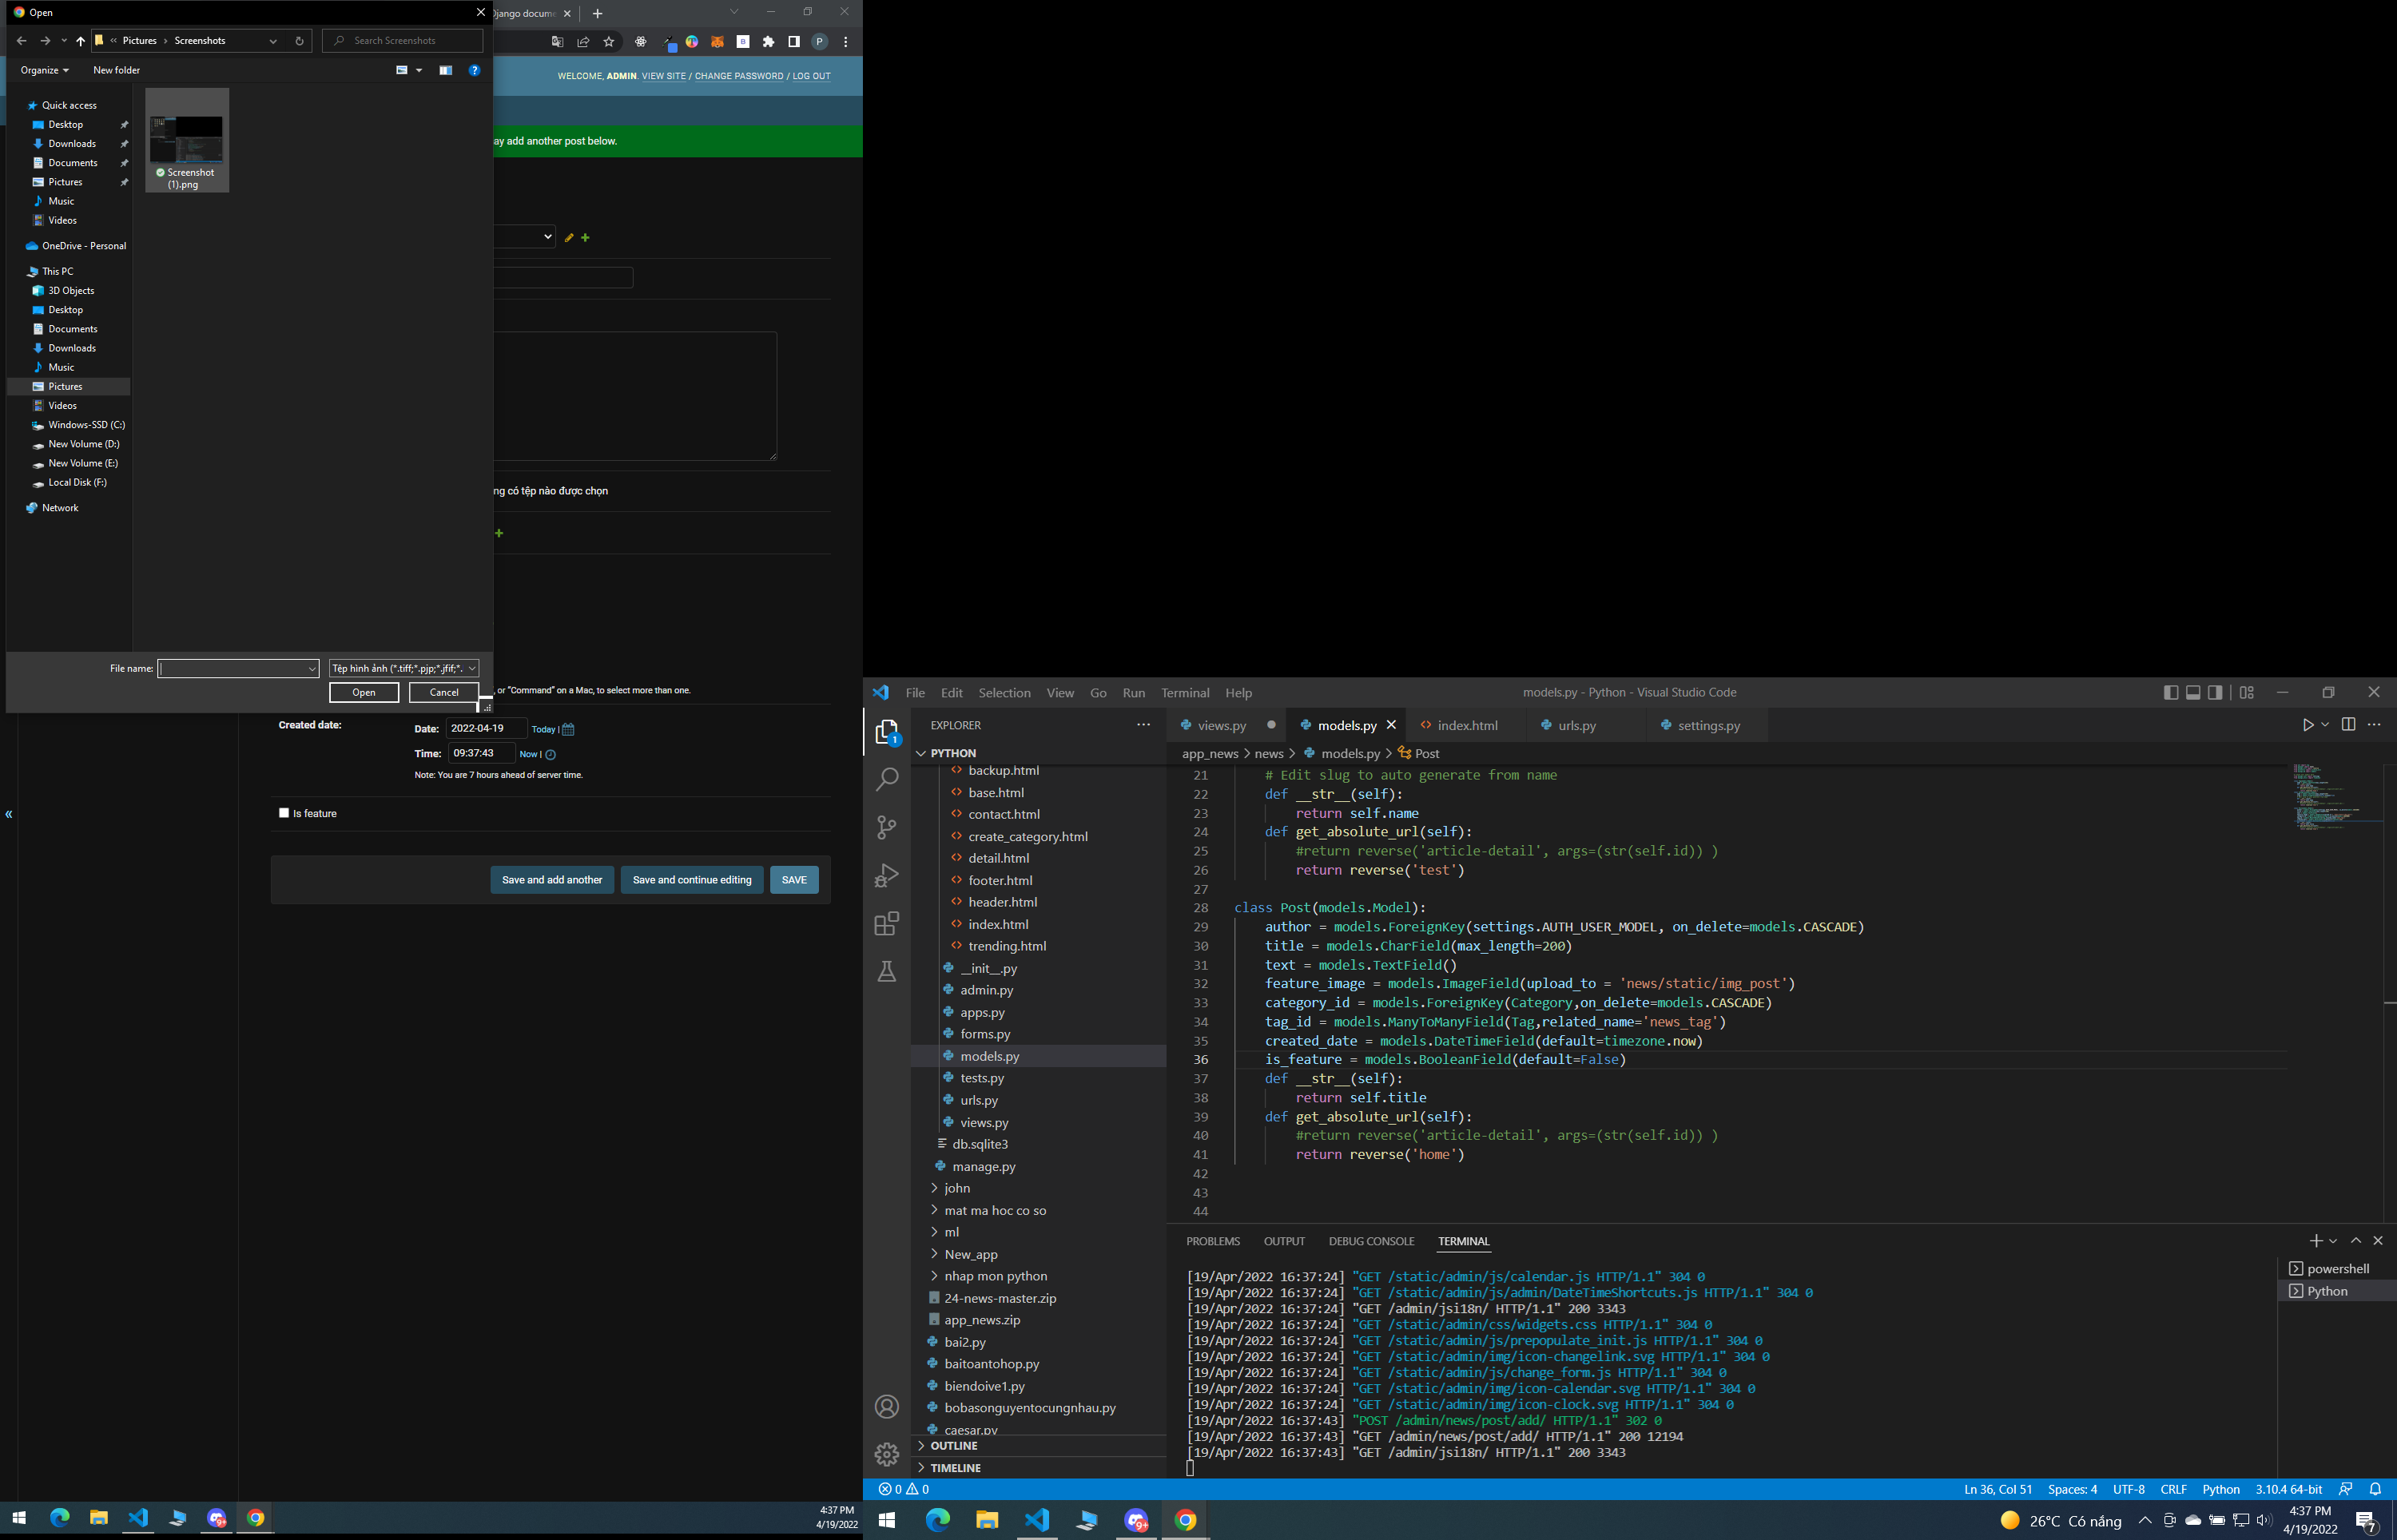 Open
Django docume
Pictures
Screenshots
Search Screenshots
Organize
New folder
WELCOME, ADMIN. VIEW SITE / CHANGE PASSWORD / LOG OUT
ay add another post below.
Quick access
Desktop
Downloads
Documents
Pictures
Music
Videos
OneDrive - Personal
This PC
3D Objects
Desktop
Documents
Downloads
Music
Pictures
Videos
Windows-SSD (C:)
New Volume (D:)
New Volume (E:)
Local Disk (F:)
Network
Screenshot
(1).png
ng có tệp nào được chọn
File name:
Tệp hình ảnh (*.tiff;*.pjp;*.jfif;*.
Open
Cancel
, or "Command" on a Mac, to select more than one.
Created date:
Date: 2022-04-19 Today |
Time: 09:37:43 Now |
Note: You are 7 hours ahead of server time.
Is feature
Save and add another
Save and continue editing
SAVE
4:37 PM
4/19/2022
File Edit Selection View Go Run Terminal Help
models.py - Python - Visual Studio Code
EXPLORER
1
PYTHON
backup.html
base.html
contact.html
create_category.html
detail.html
footer.html
header.html
index.html
trending.html
__init__.py
admin.py
apps.py
forms.py
models.py
tests.py
urls.py
views.py
db.sqlite3
manage.py
john
mat ma hoc co so
ml
New_app
nhap mon python
24-news-master.zip
app_news.zip
bai2.py
baitoantohop.py
biendoive1.py
bobasonguyentocungnhau.py
caesar.py
OUTLINE
TIMELINE
views.py
models.py
index.html
urls.py
settings.py
app_news > news > models.py > Post
21 # Edit slug to auto generate from name
22 def __str__(self):
23 return self.name
24 def get_absolute_url(self):
25 #return reverse('article-detail', args=(str(self.id)) )
26 return reverse('test')
27
28 class Post(models.Model):
29 author = models.ForeignKey(settings.AUTH_USER_MODEL, on_delete=models.CASCADE)
30 title = models.CharField(max_length=200)
31 text = models.TextField()
32 feature_image = models.ImageField(upload_to = 'news/static/img_post')
33 category_id = models.ForeignKey(Category,on_delete=models.CASCADE)
34 tag_id = models.ManyToManyField(Tag,related_name='news_tag')
35 created_date = models.DateTimeField(default=timezone.now)
36 is_feature = models.BooleanField(default=False)
37 def __str__(self):
38 return self.title
39 def get_absolute_url(self):
40 #return reverse('article-detail', args=(str(self.id)) )
41 return reverse('home')
42
43
44
PROBLEMS OUTPUT DEBUG CONSOLE TERMINAL
[19/Apr/2022 16:37:24] "GET /static/admin/js/calendar.js HTTP/1.1" 304 0
[19/Apr/2022 16:37:24] "GET /static/admin/js/admin/DateTimeShortcuts.js HTTP/1.1" 304 0
[19/Apr/2022 16:37:24] "GET /admin/jsi18n/ HTTP/1.1" 200 3343
[19/Apr/2022 16:37:24] "GET /static/admin/css/widgets.css HTTP/1.1" 304 0
[19/Apr/2022 16:37:24] "GET /static/admin/js/prepopulate_init.js HTTP/1.1" 304 0
[19/Apr/2022 16:37:24] "GET /static/admin/img/icon-changelink.svg HTTP/1.1" 304 0
[19/Apr/2022 16:37:24] "GET /static/admin/js/change_form.js HTTP/1.1" 304 0
[19/Apr/2022 16:37:24] "GET /static/admin/img/icon-calendar.svg HTTP/1.1" 304 0
[19/Apr/2022 16:37:24] "GET /static/admin/img/icon-clock.svg HTTP/1.1" 304 0
[19/Apr/2022 16:37:43] "POST /admin/news/post/add/ HTTP/1.1" 302 0
[19/Apr/2022 16:37:43] "GET /admin/news/post/add/ HTTP/1.1" 200 12194
[19/Apr/2022 16:37:43] "GET /admin/jsi18n/ HTTP/1.1" 200 3343
powershell
Python
0 0
Ln 36, Col 51 Spaces: 4 UTF-8 CRLF Python 3.10.4 64-bit
26°C Có nắng
4:37 PM
4/19/2022
7